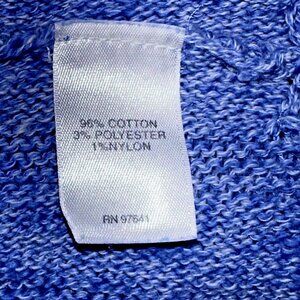 96% COTTON
3% POLYESTER
1%NYLON
RN 97641